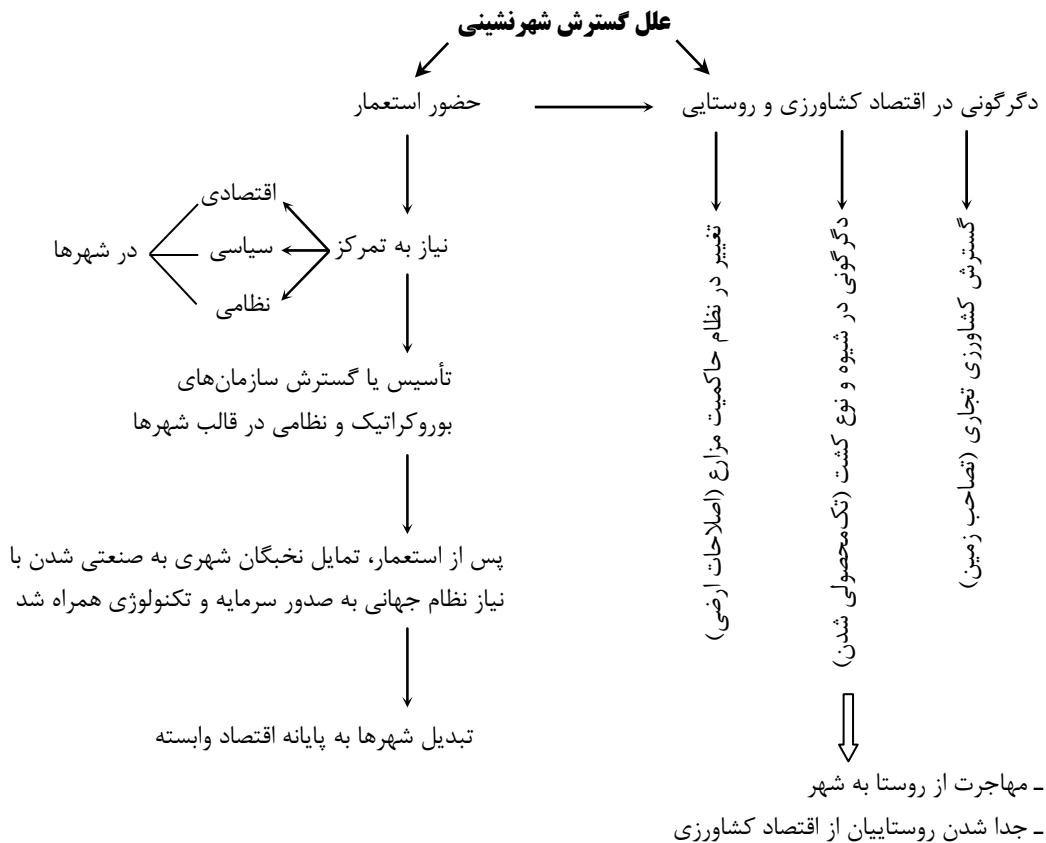 علل گسترش شهرنشینی
دگرگونی در اقتصاد کشاورزی و روستایی
حضور استعمار
گسترش کشاورزی تجاری (تصاحب زمین)
دگرگونی در شیوه و نوع کشت (تک‌محصولی شدن)
تغییر در نظام حاکمیت مزارع (اصلاحات ارضی)
ـ مهاجرت از روستا به شهر
ـ جدا شدن روستاییان از اقتصاد کشاورزی
نیاز به تمرکز
اقتصادی
سیاسی
نظامی
در شهرها
تأسیس یا گسترش سازمان‌های
بوروکراتیک و نظامی در قالب شهرها
پس از استعمار، تمایل نخبگان شهری به صنعتی شدن با
نیاز نظام جهانی به صدور سرمایه و تکنولوژی همراه شد
تبدیل شهرها به پایانه اقتصاد وابسته